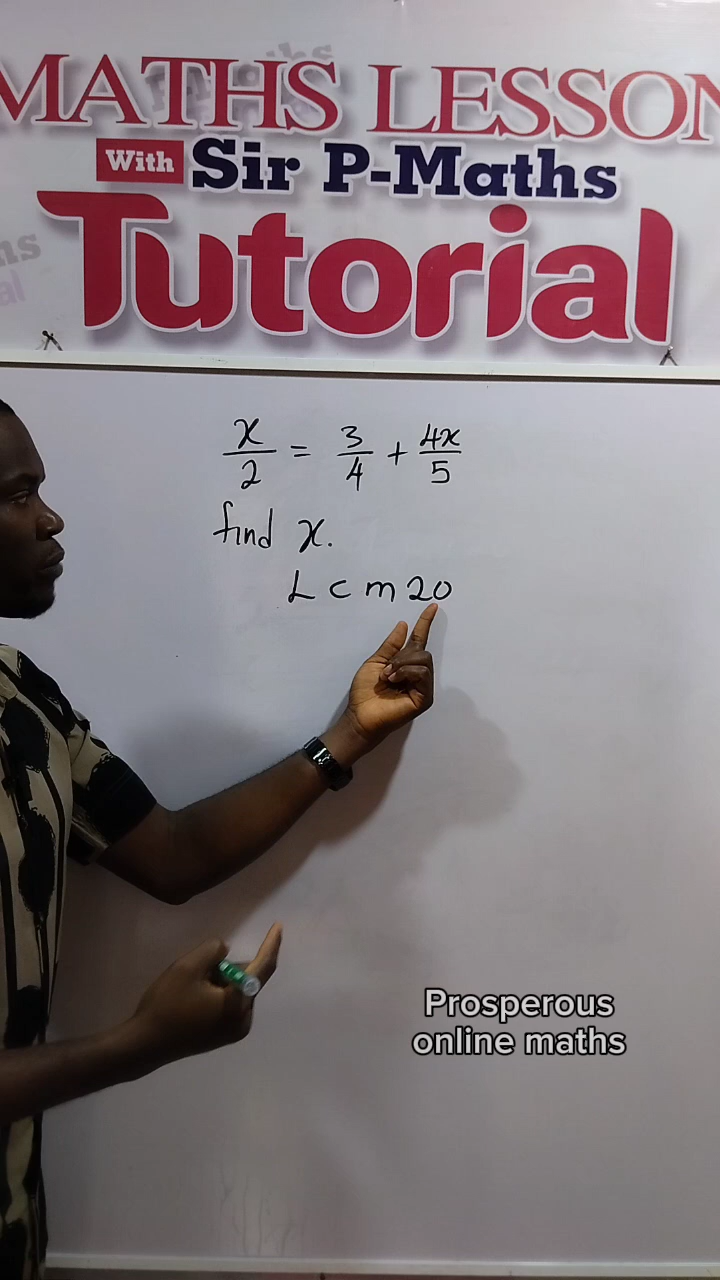 MATHS LESSON
With Sir P-Maths
Tutorial
x/2 = 3/4 + 4x/5
find x.
L c m 20
Prosperous
online maths